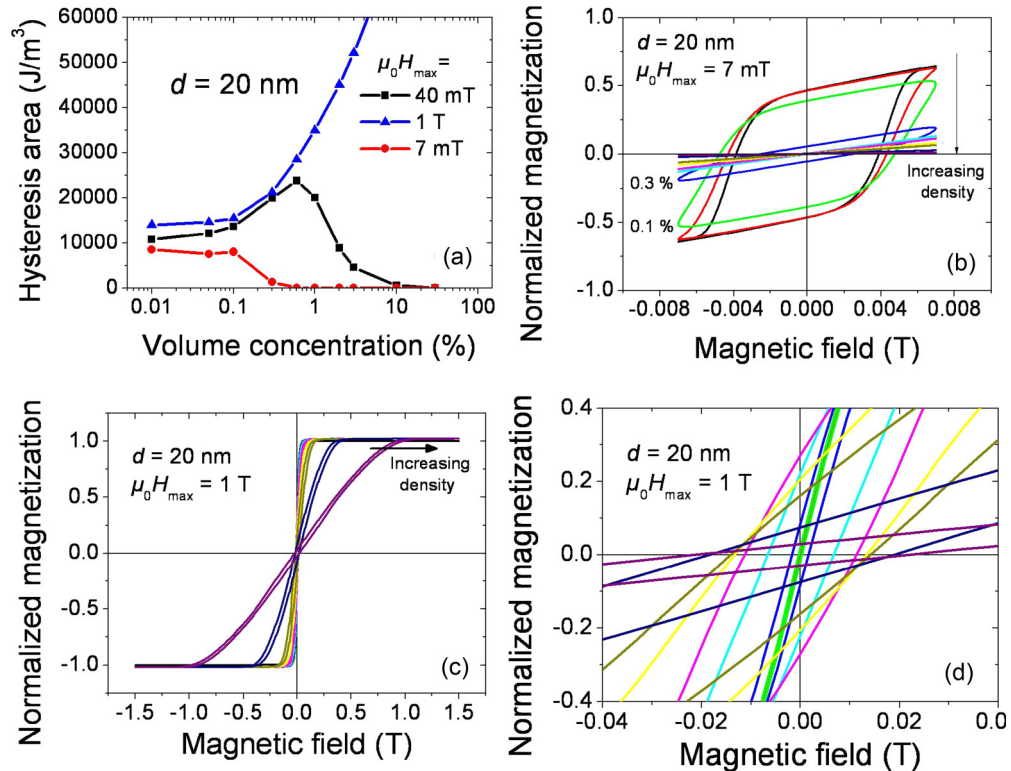 60000
50000
40000
30000
20000
10000
0
Hysteresis area (J/m³)
d = 20 nm
μ₀Hmax=
40 mT
1 T
7 mT
(a)
0.01 0.1 1 10 100
Volume concentration (%)
1.0
0.5
0.0
-0.5
-1.0
Normalized magnetization
d = 20 nm
μ₀Hmax = 7 mT
0.3 %
0.1 %
Increasing
density
(b)
-0.008 -0.004 0.000 0.004 0.008
Magnetic field (T)
1.0
0.5
0.0
-0.5
-1.0
Normalized magnetization
d = 20 nm
μ₀Hmax = 1 T
Increasing
density
(c)
-1.5 -1.0 -0.5 0.0 0.5 1.0 1.5
Magnetic field (T)
0.4
0.2
0.0
-0.2
-0.4
Normalized magnetization
d = 20 nm
μ₀Hmax = 1 T
(d)
-0.04 -0.02 0.00 0.02 0.0
Magnetic field (T)